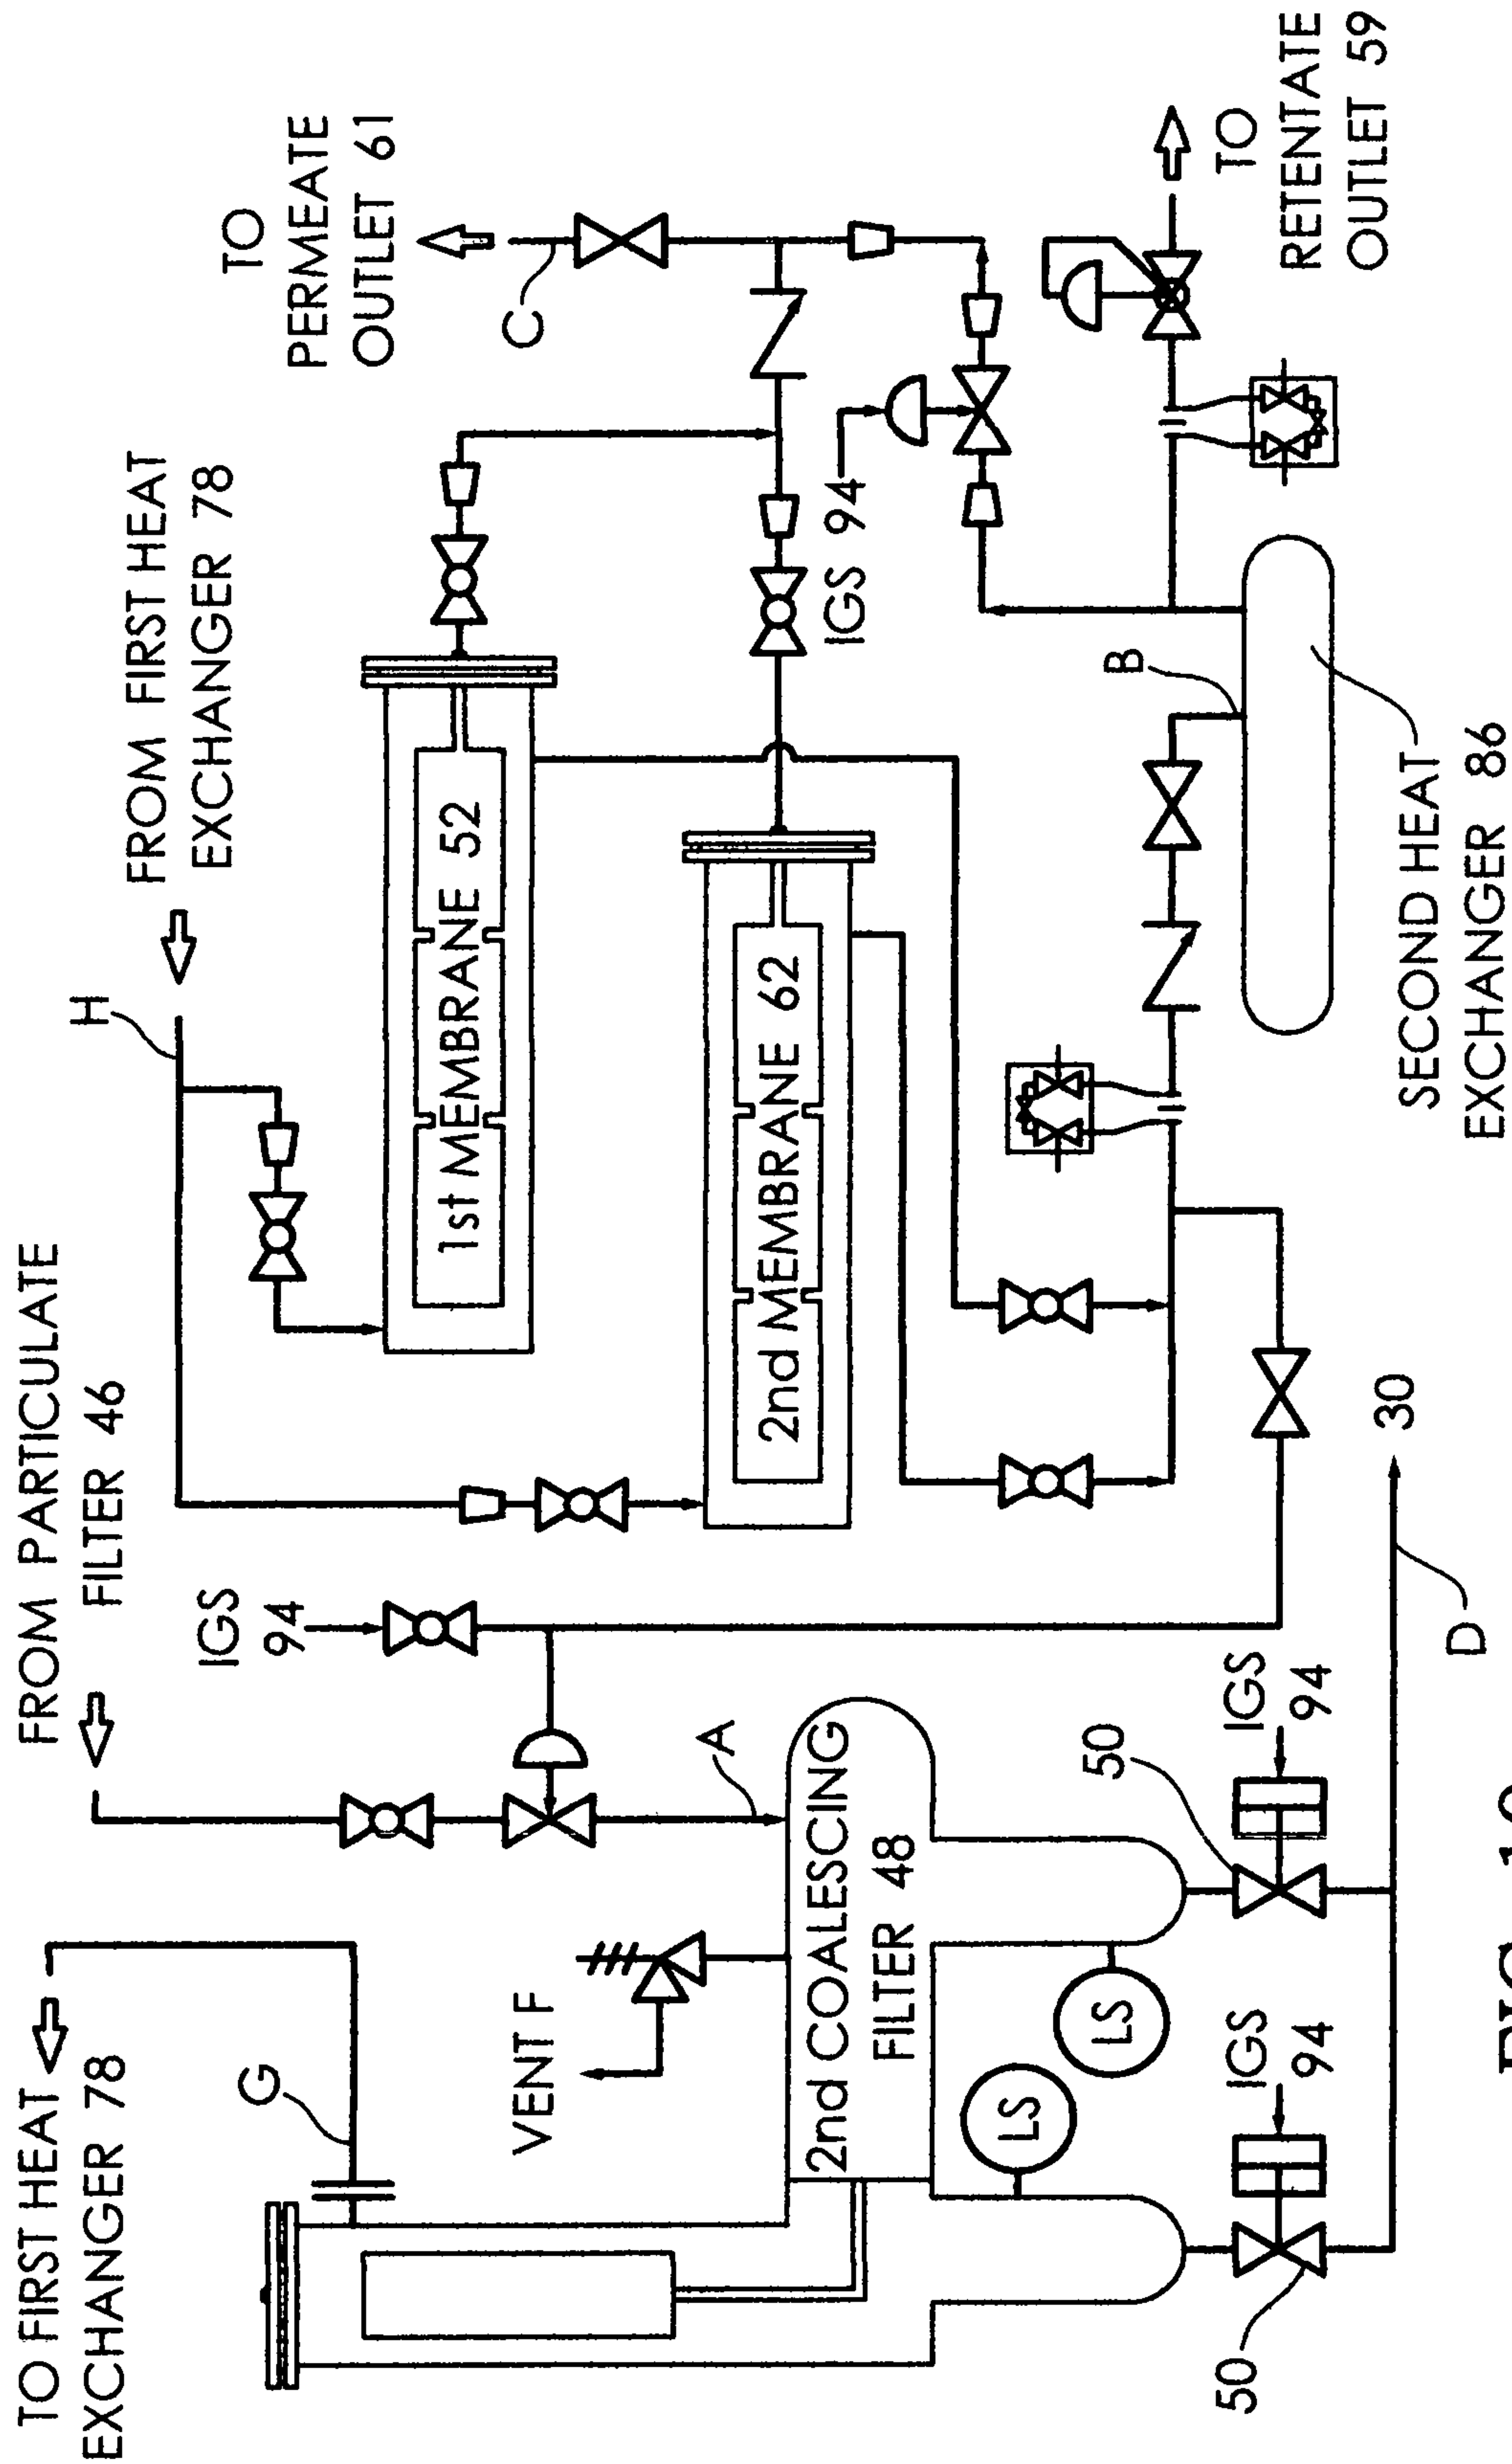 TO FIRST HEAT
EXCHANGER 78
G
FROM PARTICULATE
FILTER 46
IGS
94
VENT F
A
2nd COALESCING
FILTER 48
LS
LS
50
50
IGS
94
IGS
94
D
30
H
FROM FIRST HEAT
EXCHANGER 78
1st MEMBRANE 52
2nd MEMBRANE 62
TO
PERMEATE
OUTLET 61
C
IGS 94
B
SECOND HEAT
EXCHANGER 86
TO
RETENTATE
OUTLET 59